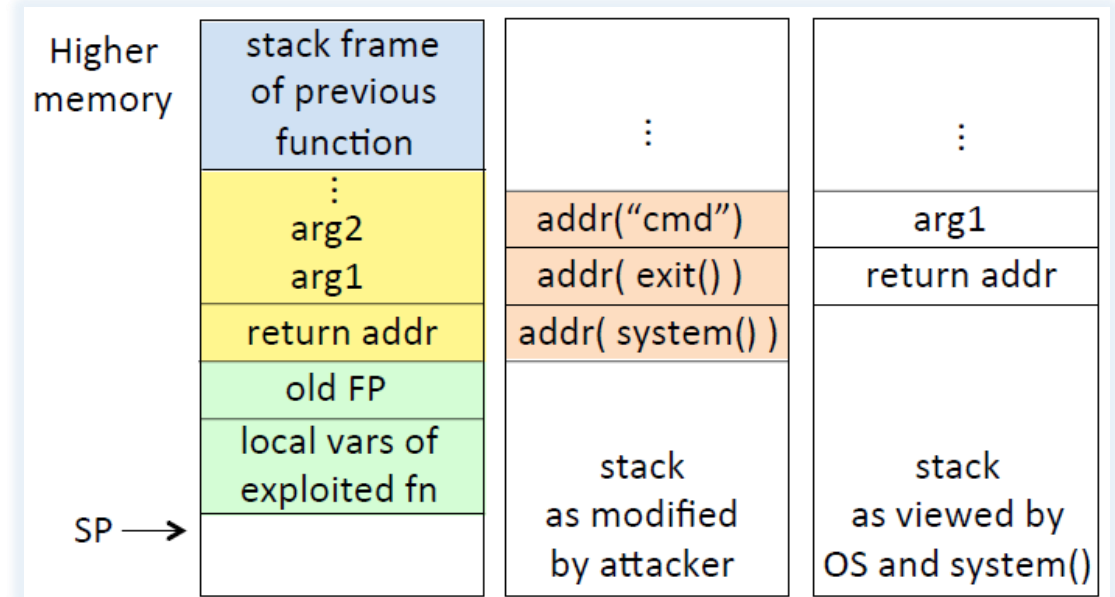 Higher
memory
SP
stack frame
of previous
function
⋮
arg2
arg1
return addr
old FP
local vars of
exploited fn
⋮
addr(“cmd”)
addr( exit() )
addr( system() )
stack
as modified
by attacker
⋮
arg1
return addr
stack
as viewed by
OS and system()